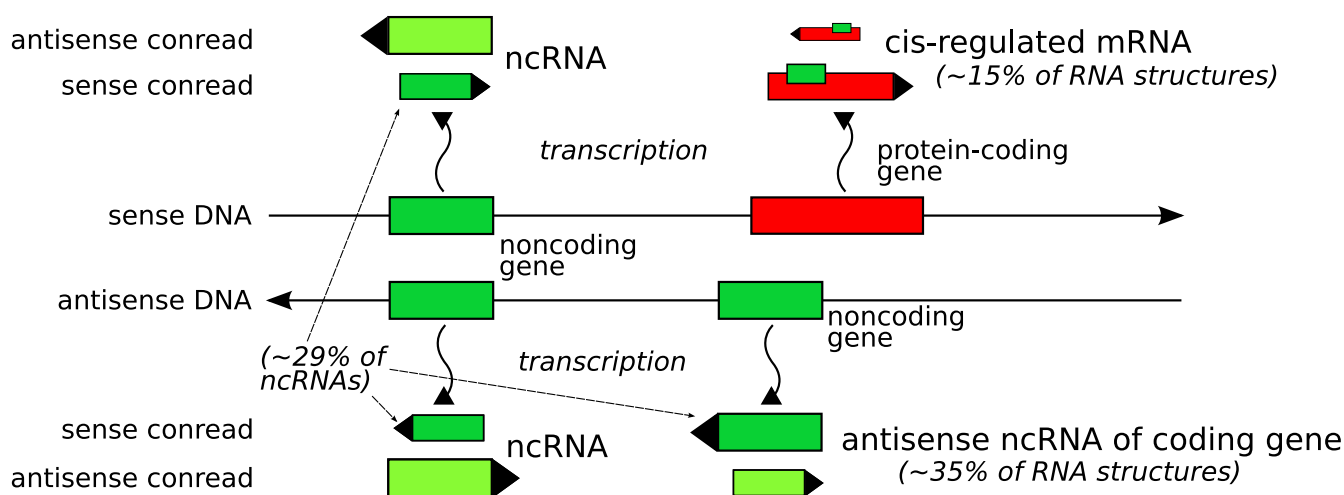 antisense conread
ncRNA
cis-regulated mRNA
sense conread
(~15% of RNA structures)
transcription
protein-coding
gene
sense DNA
noncoding
gene
antisense DNA
noncoding
gene
(~29% of
ncRNAs)
transcription
sense conread
ncRNA
antisense ncRNA of coding gene
antisense conread
(~35% of RNA structures)